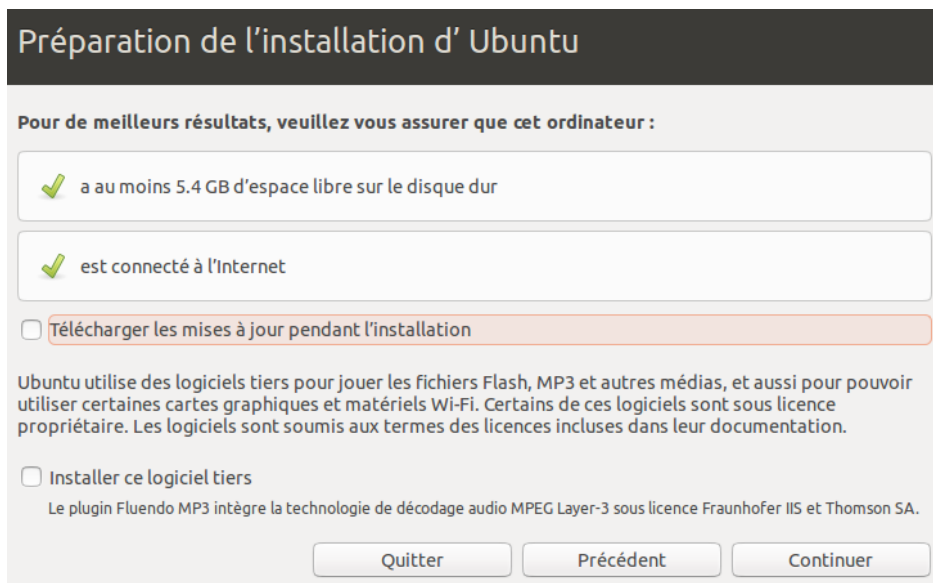 Préparation de l'installation d' Ubuntu
Pour de meilleurs résultats, veuillez vous assurer que cet ordinateur :
a au moins 5.4 GB d'espace libre sur le disque dur
est connecté à l'Internet
Télécharger les mises à jour pendant l'installation
Ubuntu utilise des logiciels tiers pour jouer les fichiers Flash, MP3 et autres médias, et aussi pour pouvoir
utiliser certaines cartes graphiques et matériels Wi-Fi. Certains de ces logiciels sont sous licence
propriétaire. Les logiciels sont soumis aux termes des licences incluses dans leur documentation.
Installer ce logiciel tiers
Le plugin Fluendo MP3 intègre la technologie de décodage audio MPEG Layer-3 sous licence Fraunhofer IIS et Thomson SA.
Quitter Précédent Continuer